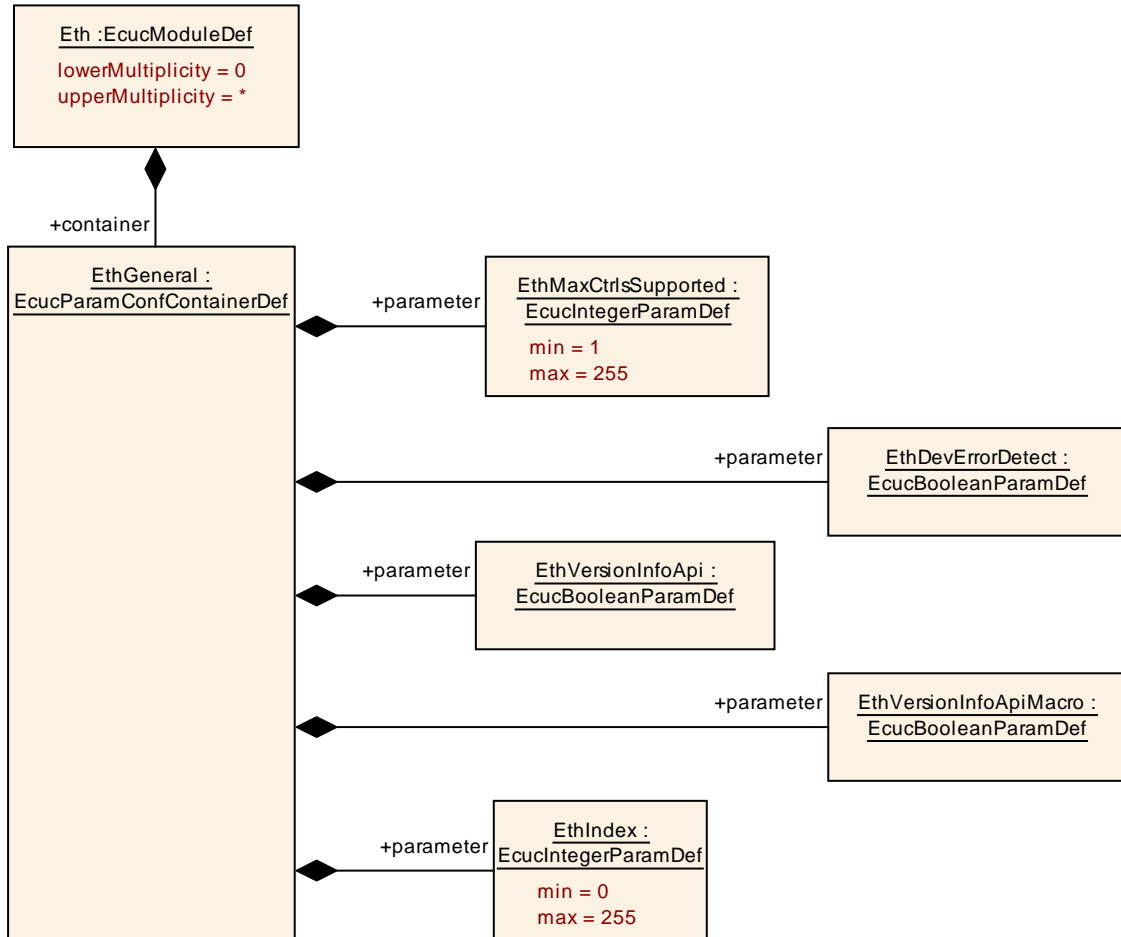 Eth :EcucModuleDef
lowerMultiplicity = 0
upperMultiplicity = *
+container
EthGeneral :
EcucParamConfContainerDef
+parameter
EthMaxCtrlsSupported :
EcucIntegerParamDef
min = 1
max = 255
+parameter
EthDevErrorDetect :
EcucBooleanParamDef
+parameter
EthVersionInfoApi :
EcucBooleanParamDef
+parameter
EthVersionInfoApiMacro :
EcucBooleanParamDef
+parameter
EthIndex :
EcucIntegerParamDef
min = 0
max = 255